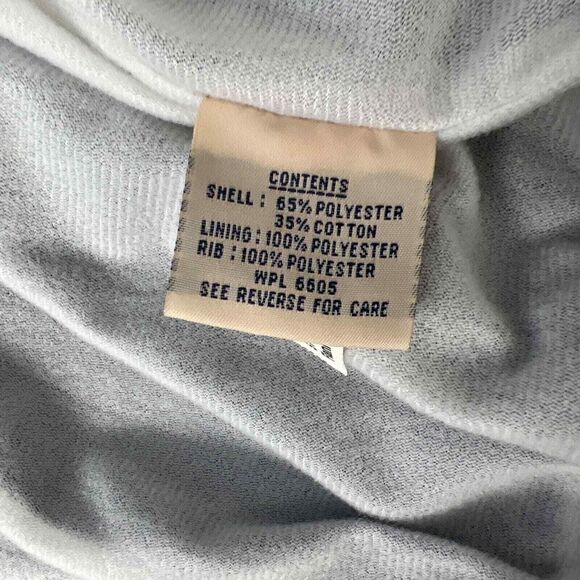 CONTENTS
SHELL: 65% POLYESTER
35% COTTON
LINING: 100% POLYESTER
RIB: 100% POLYESTER
WPL 6605
SEE REVERSE FOR CARE